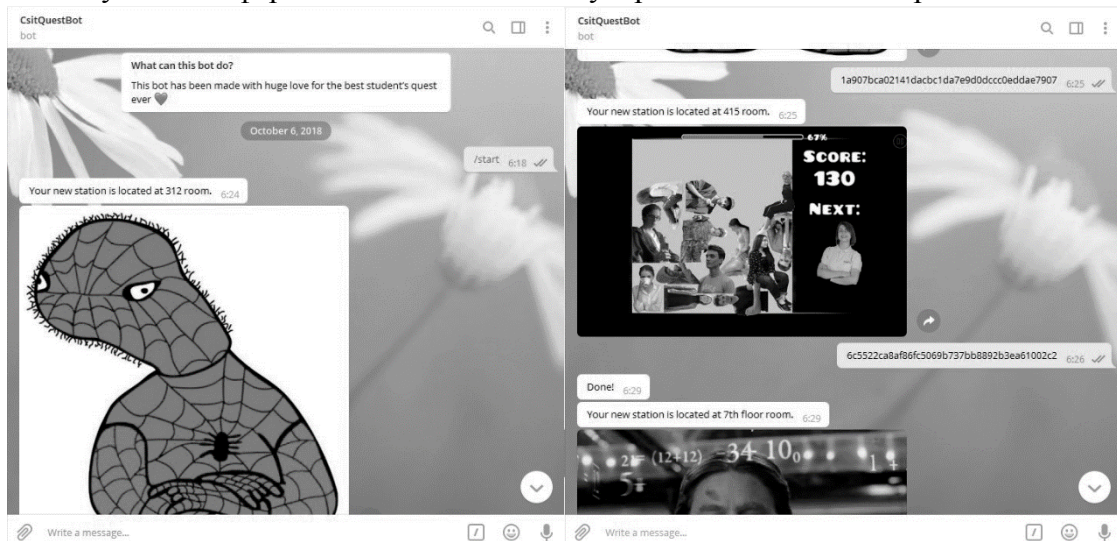 CsitQuestBot
bot
What can this bot do?
This bot has been made with huge love for the best student's quest
ever 🖤
October 6, 2018
/start 6:18
Your new station is located at 312 room. 6:24
Write a message...
CsitQuestBot
bot
1a907bca02141dacbc1da7e9d0dccc0eddae7907 6:25
Your new station is located at 415 room. 6:25
67%
SCORE:
130
NEXT:
6c5522ca8af86fc5069b737bb8892b3ea61002c2 6:26
Done! 6:29
Your new station is located at 7th floor room. 6:29
Write a message...